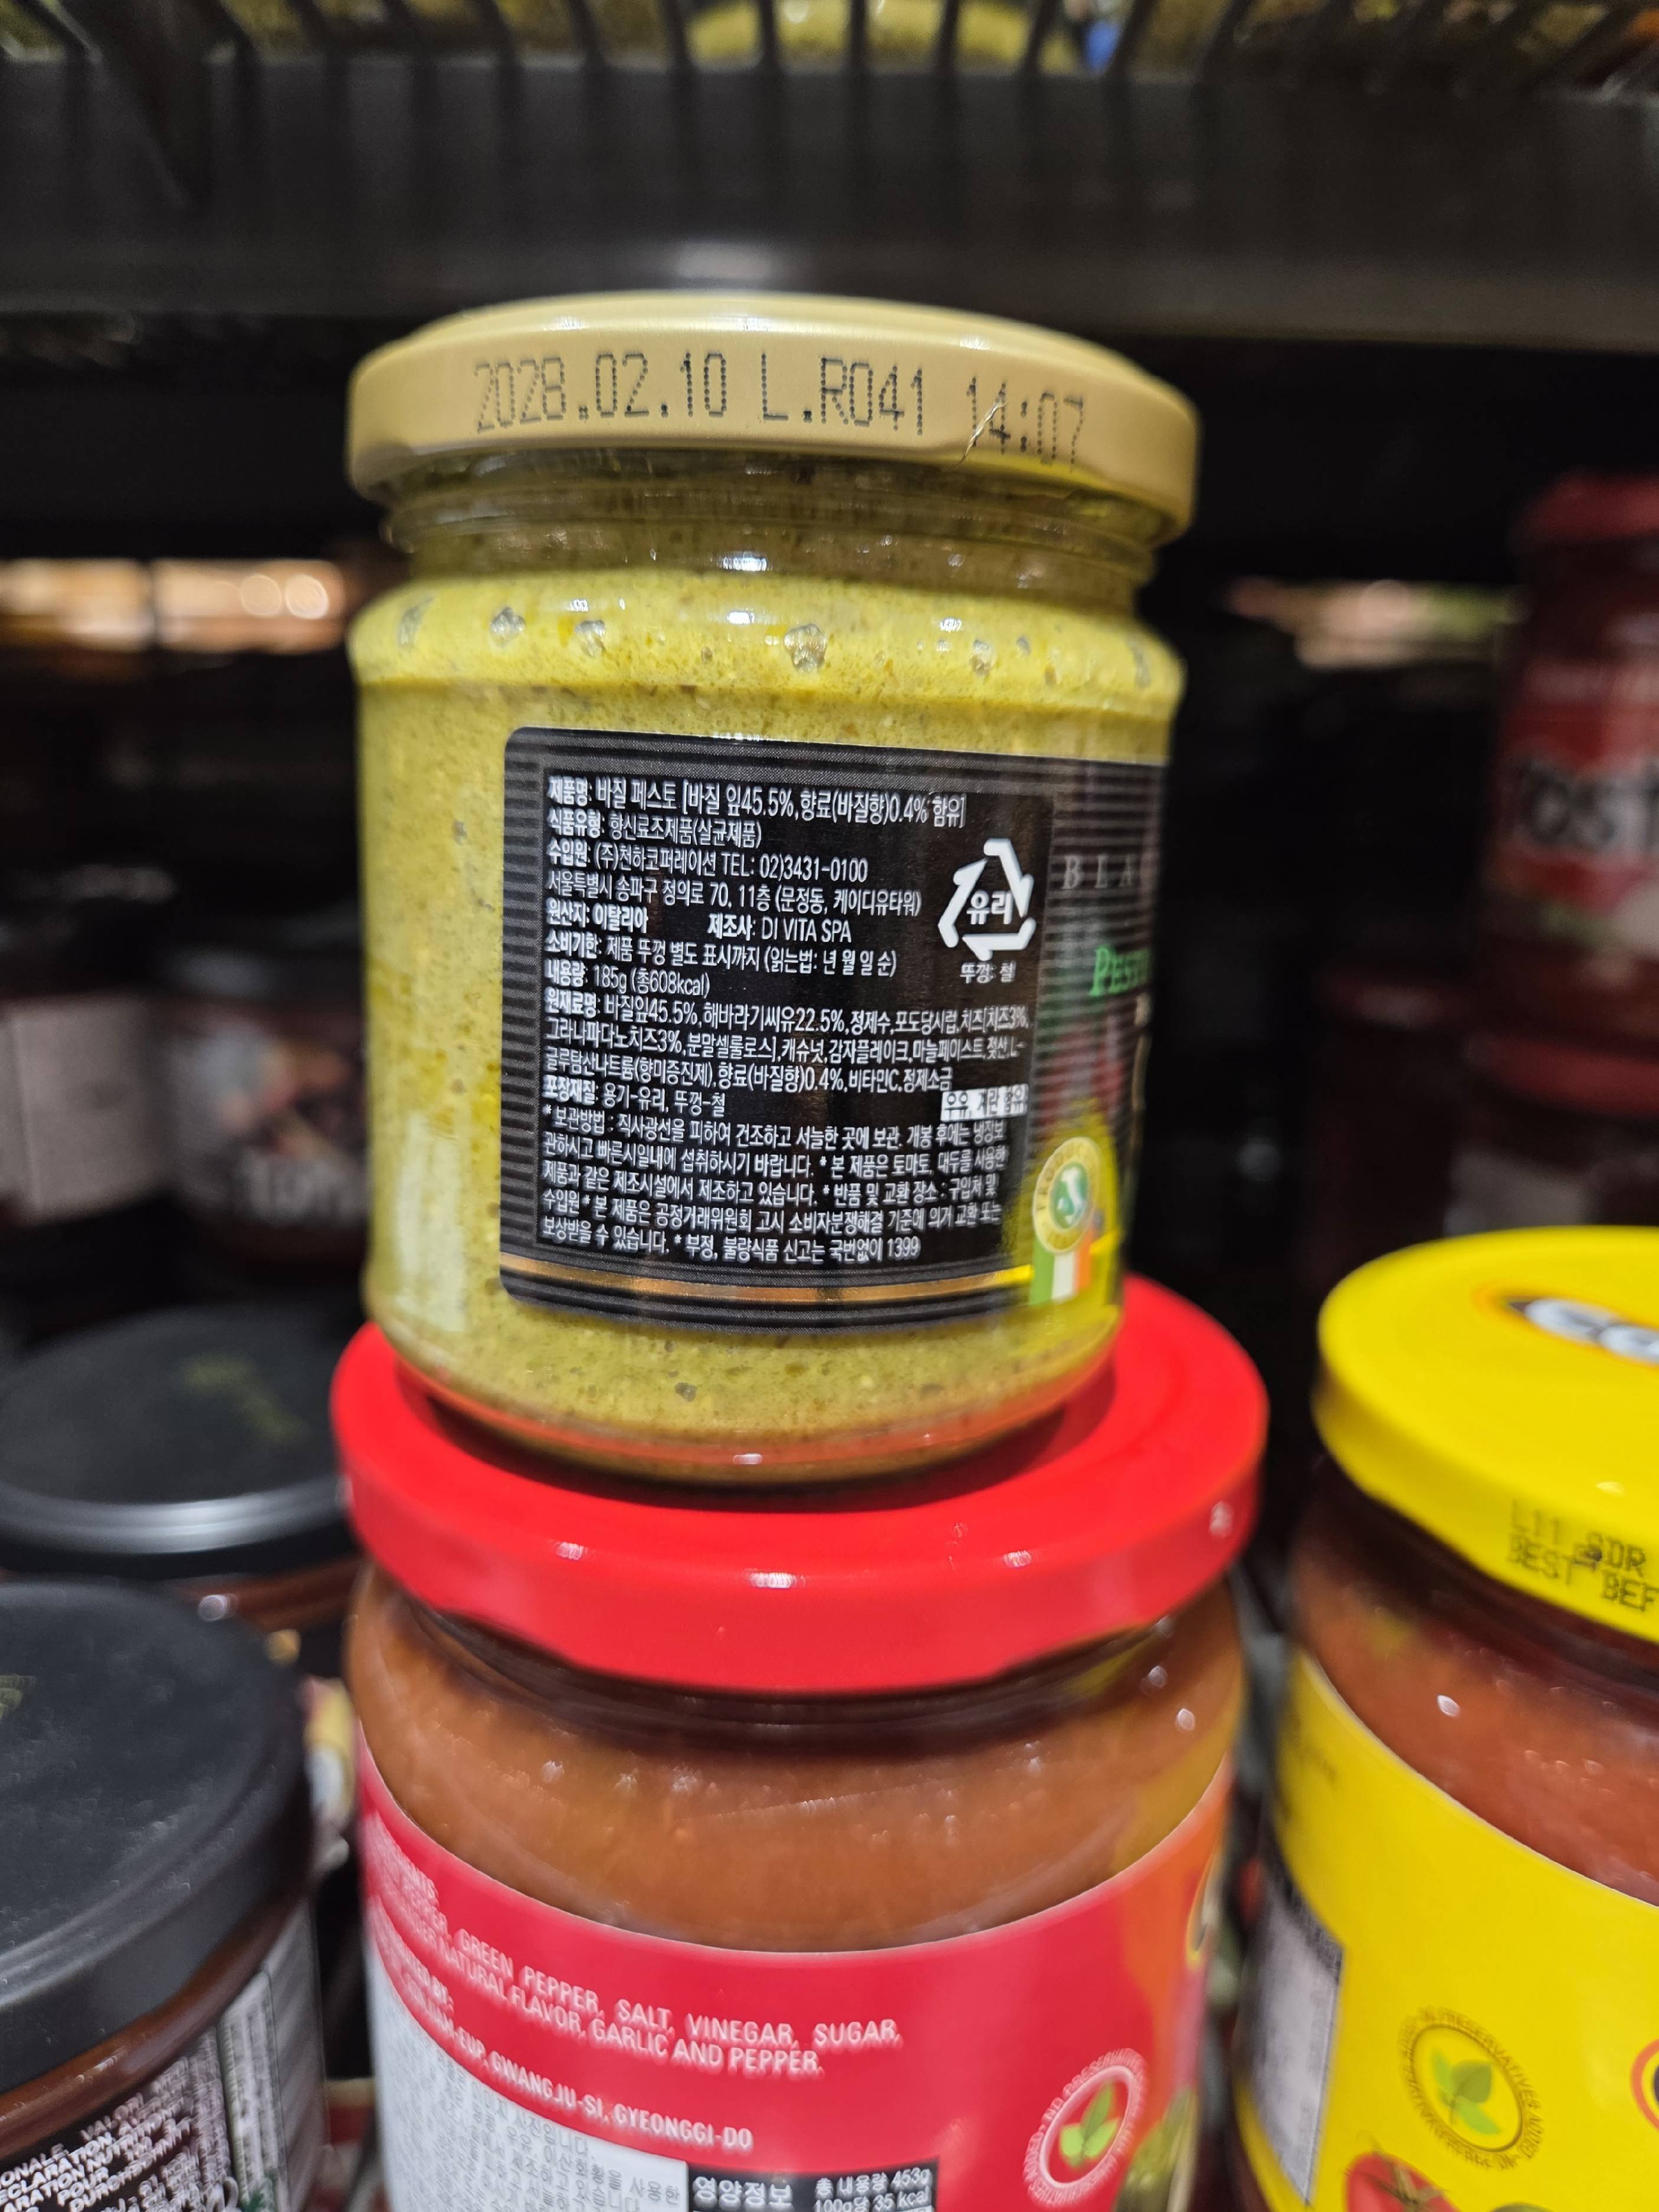 2028.02.10 L.R041 14:07
제품명: 바질 페스토 [바질 잎45.5%,향료(바질향)0.4% 함유]
식품유형: 향신료조제품(살균제품)
수입원: (주)천하코퍼레이션 TEL: 02)3431-0100
서울특별시 송파구 정의로 70, 11층 (문정동, 케이디유타워)
원산지: 이탈리아 제조사: DI VITA SPA
소비기한: 제품 뚜껑 별도 표시까지 (읽는법: 년 월 일 순)
내용량: 185g (총608kcal)
원재료명: 바질잎45.5%,해바라기씨유22.5%,정제수,포도당시럽,치즈[치즈3%,
그라나파다노치즈3%,분말셀룰로스],캐슈넛,감자플레이크,마늘페이스트,젖산,L-
글루탐산나트륨(향미증진제),향료(바질향)0.4%,비타민C,정제소금
우유, 계란 함유
포장재질: 용기-유리, 뚜껑-철
* 보관방법 : 직사광선을 피하여 건조하고 서늘한 곳에 보관. 개봉 후에는 냉장보
관하시고 빠른시일내에 섭취하시기 바랍니다. * 본 제품은 토마토, 대두를 사용한
제품과 같은 제조시설에서 제조하고 있습니다. * 반품 및 교환 장소 : 구입처 및
수입원 * 본 제품은 공정거래위원회 고시 소비자분쟁해결 기준에 의거 교환 또는
보상받을 수 있습니다. * 부정, 불량식품 신고는 국번없이 1399
유리
뚜껑: 철
BLA
PEST
L11
BEST BEF
GREEN PEPPER, SALT, VINEGAR, SUGAR,
NATURAL FLAVOR, GARLIC AND PEPPER.
-EUP, GWANGJU-SI, GYEONGGI-DO
영양정보
총 내용량 453g
100g당 35 kcal